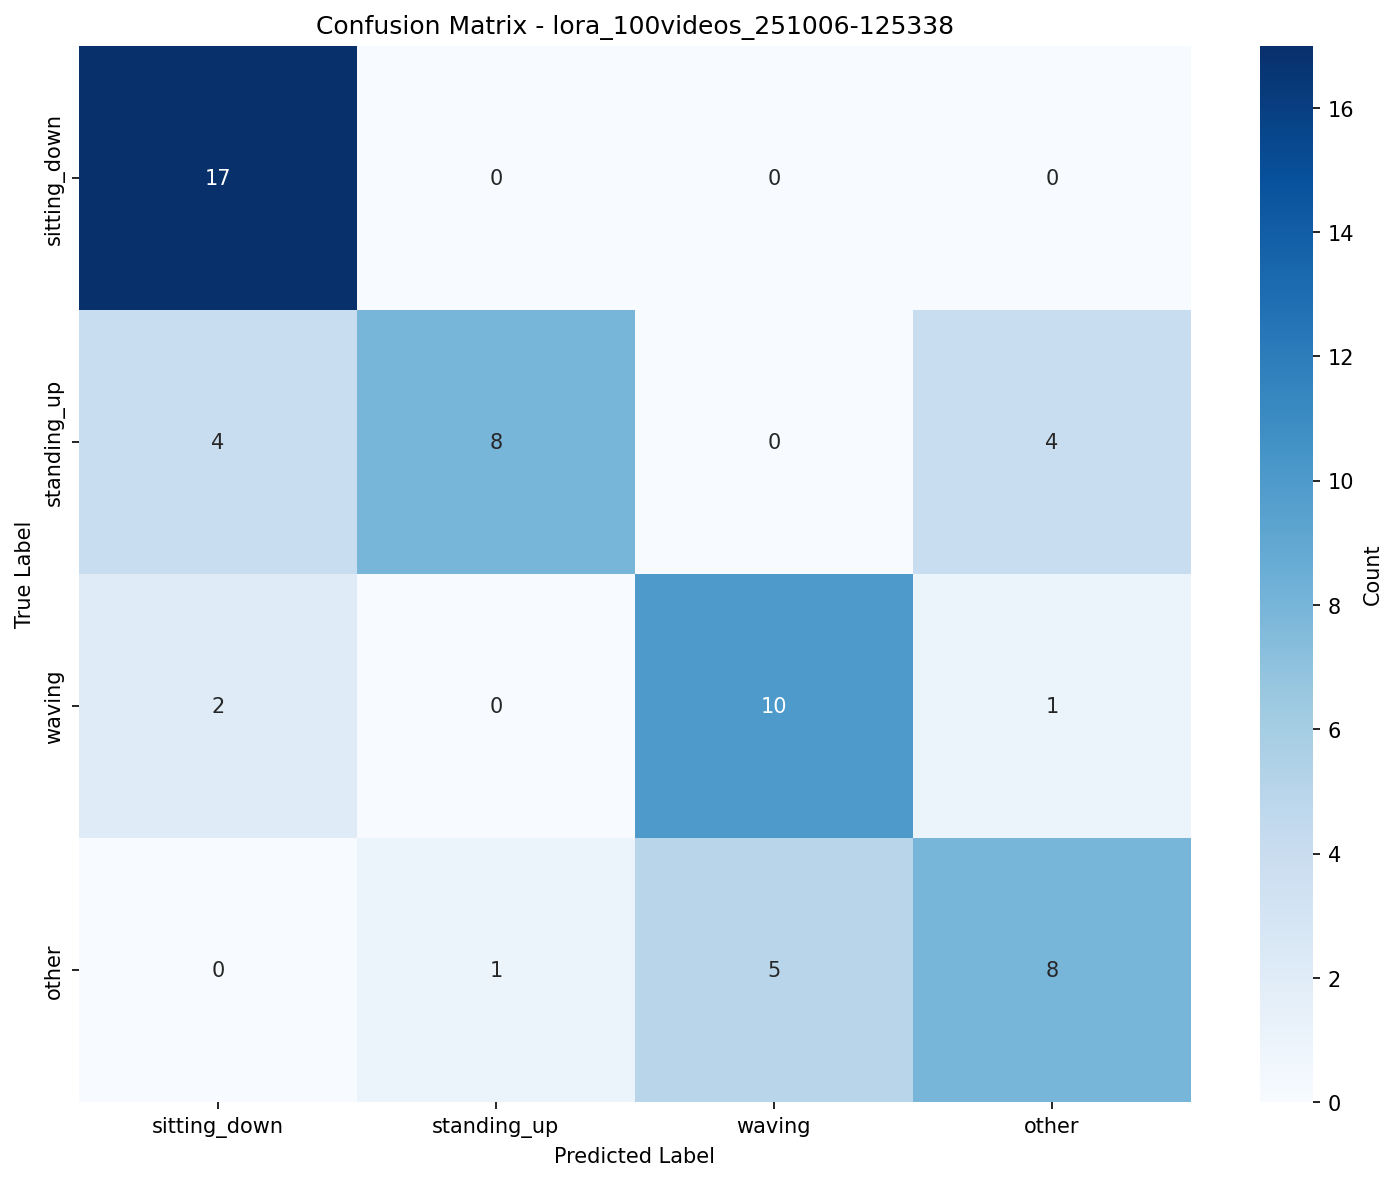 Confusion Matrix - lora_100videos_251006-125338
sitting_down
17 0 0 0
standing_up
4 8 0 4
waving
2 0 10 1
other
0 1 5 8
True Label
sitting_down standing_up waving other
Predicted Label
16
14
12
10
8
6
4
2
0
Count